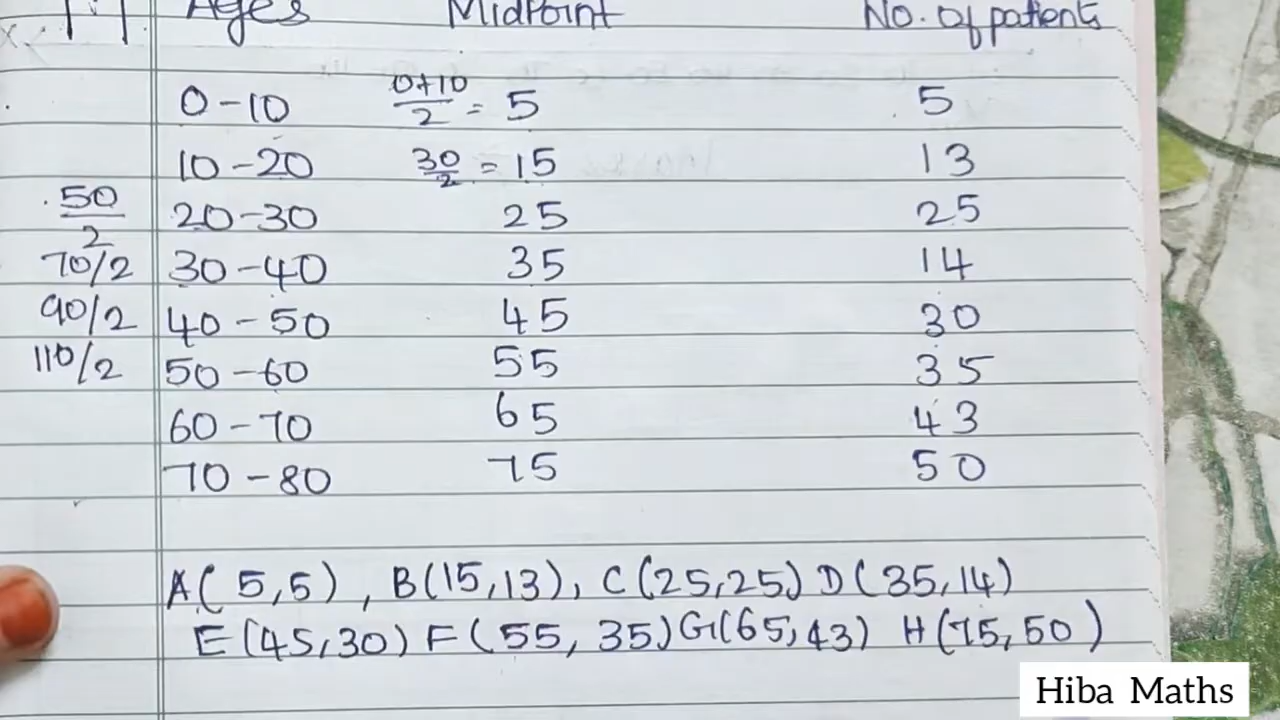 Ages Midpoint No. of patients
0-10 0+10/2 = 5 5
10-20 30/2 = 15 13
50/2 20-30 25 25
70/2 30-40 35 14
90/2 40-50 45 30
110/2 50-60 55 35
60-70 65 43
70-80 75 50
A(5,5), B(15,13), C(25,25) D(35,14)
E(45,30) F(55, 35) G(65,43) H(75,50)
Hiba Maths